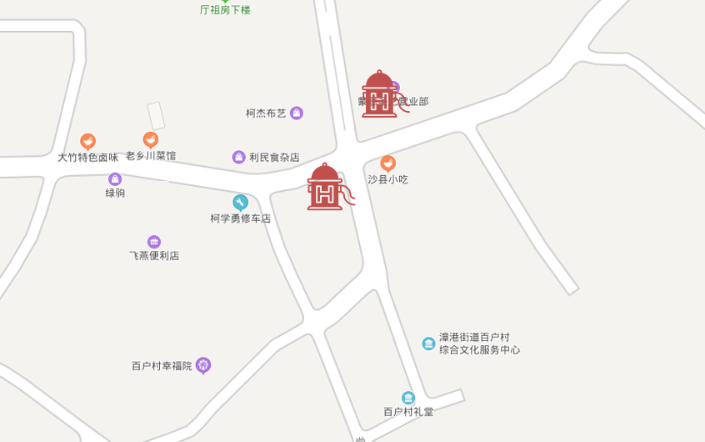 厅祖房下楼
柯杰布艺
大竹特色卤味
老乡川菜馆
利民食杂店
沙县小吃
绿驹
柯学勇修车店
飞燕便利店
漳港街道百户村
综合文化服务中心
百户村幸福院
百户村礼堂